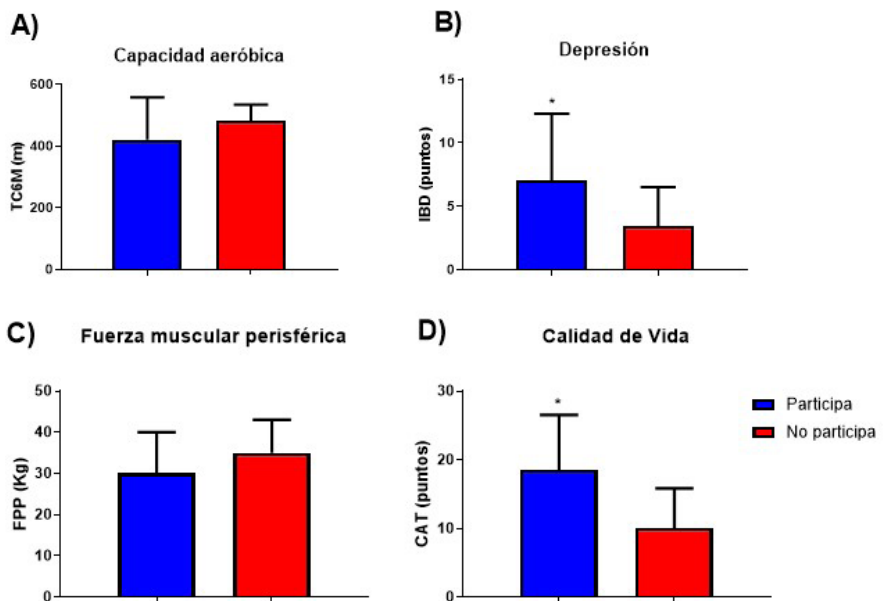 A)
Capacidad aeróbica
TC6M (m)
600
400
200
0
B)
Depresión
IBD (puntos)
15
10
5
0
*
C)
Fuerza muscular perisférica
FPP (Kg)
50
40
30
20
10
0
D)
Calidad de Vida
CAT (puntos)
30
20
10
0
*
Participa
No participa